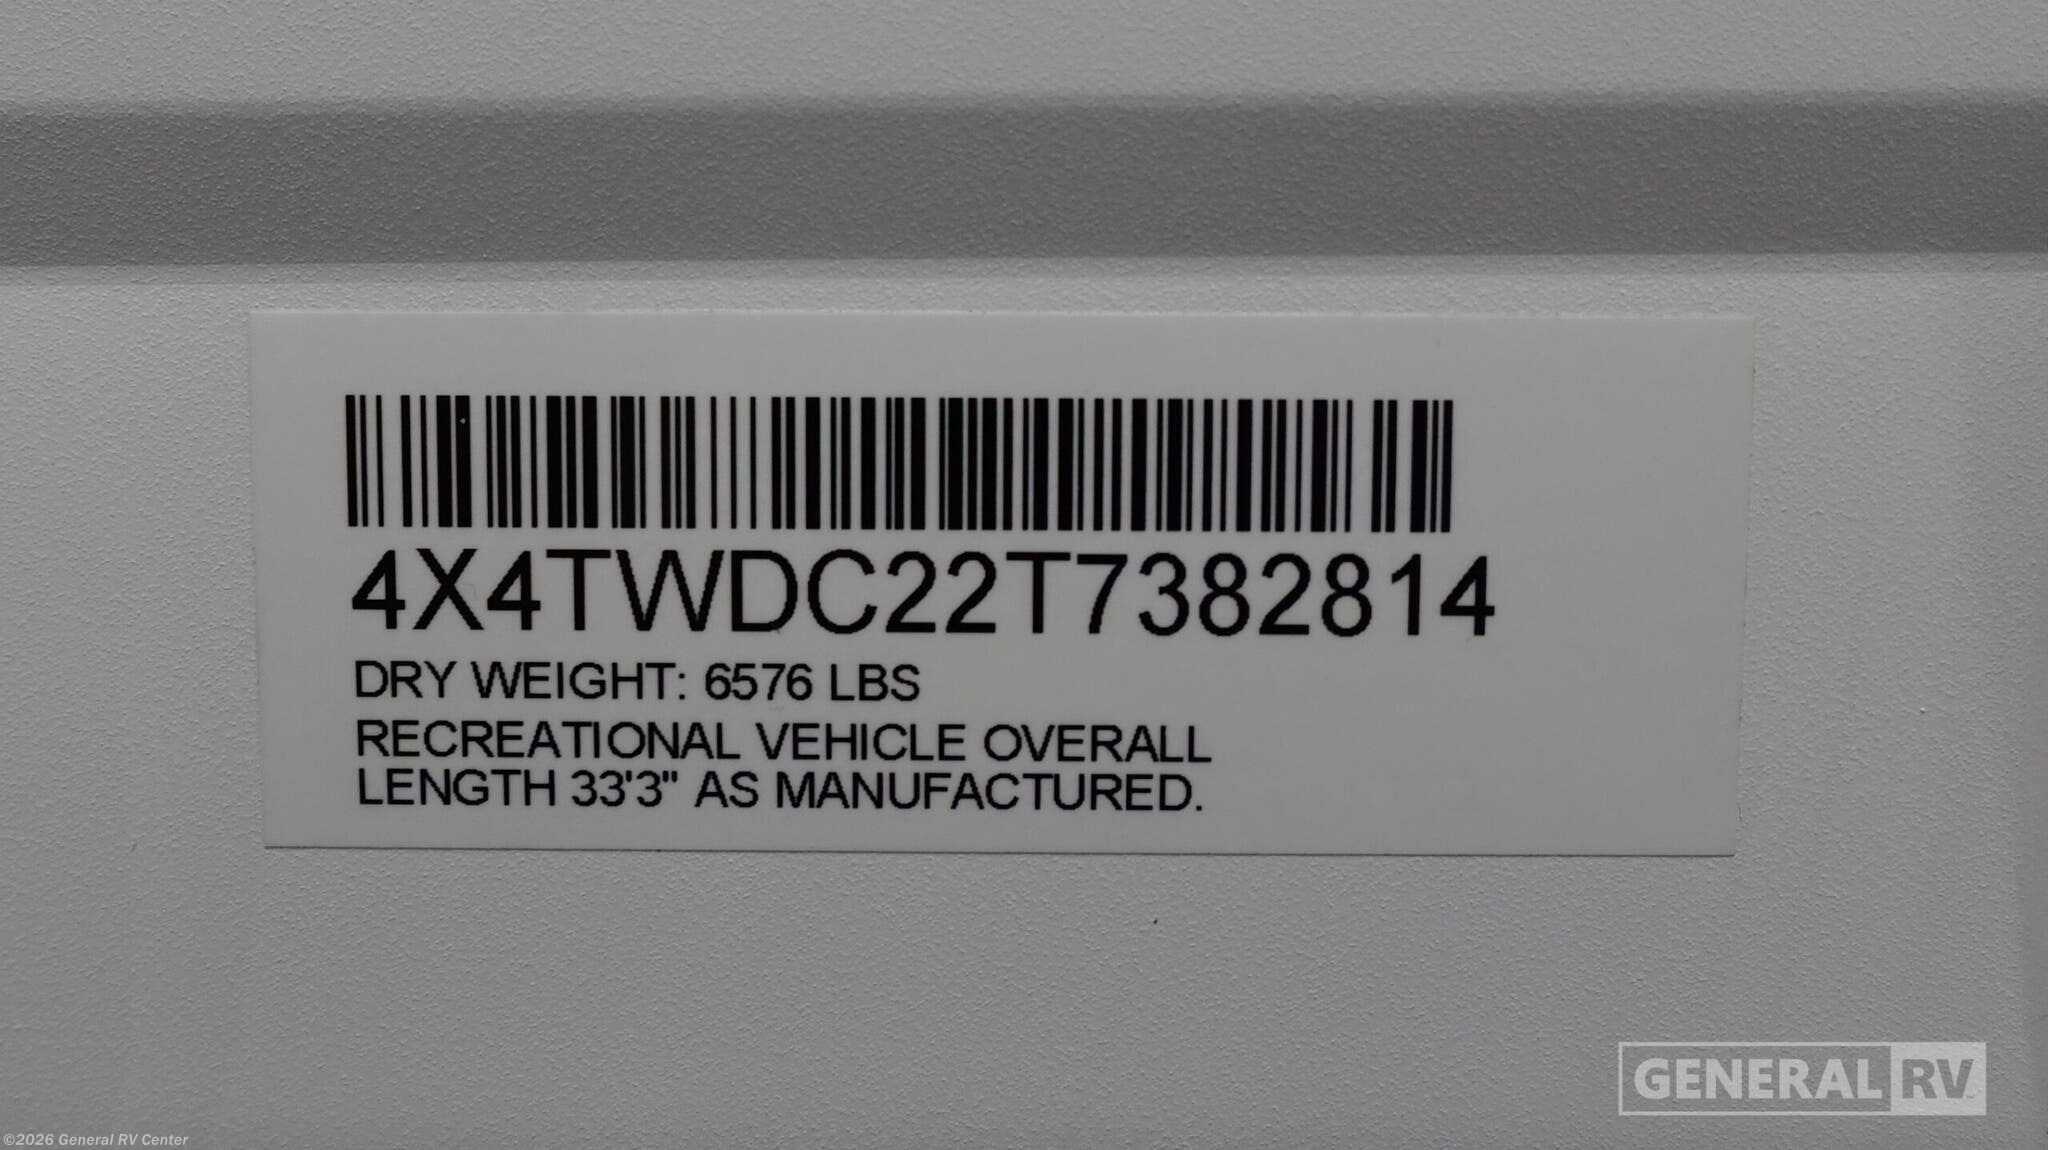 4X4TWDC22T7382814
DRY WEIGHT: 6576 LBS
RECREATIONAL VEHICLE OVERALL
LENGTH 33'3" AS MANUFACTURED.
GENERAL RV
©2026 General RV Center